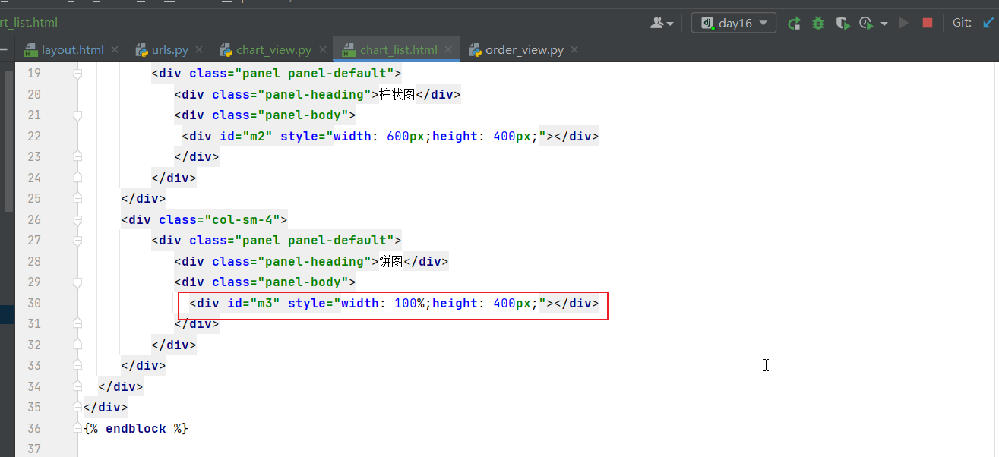 rt_list.html
day16
Git:
layout.html
urls.py
chart_view.py
chart_list.html
order_view.py
19 <div class="panel panel-default">
20 <div class="panel-heading">柱状图</div>
21 <div class="panel-body">
22 <div id="m2" style="width: 600px;height: 400px;"></div>
23 </div>
24 </div>
25 </div>
26 <div class="col-sm-4">
27 <div class="panel panel-default">
28 <div class="panel-heading">饼图</div>
29 <div class="panel-body">
30 <div id="m3" style="width: 100%;height: 400px;"></div>
31 </div>
32 </div>
33 </div>
34 </div>
35 </div>
36 {% endblock %}
37